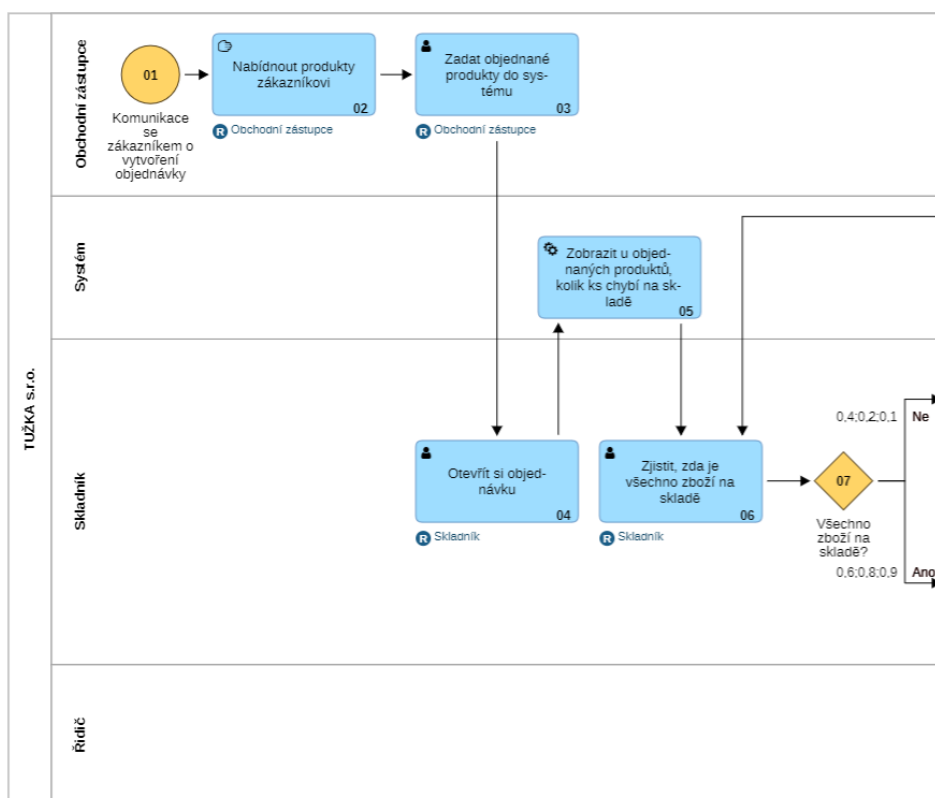 TUŽKA s.r.o.
Obchodní zástupce
01
Komunikace
se
zákazníkem o
vytvoření
objednávky
Nabídnout produkty
zákazníkovi
02
R Obchodní zástupce
Zadat objednané
produkty do sys-
tému
03
R Obchodní zástupce
Systém
Zobrazit u objed-
naných produktů,
kolik ks chybí na sk-
ladě
05
Skladník
Otevřít si objed-
návku
04
R Skladník
Zjistit, zda je
všechno zboží na
skladě
06
R Skladník
07
Všechno
zboží na
skladě?
0,4;0,2;0,1 Ne
0,6;0,8;0,9 Ano
Řidič